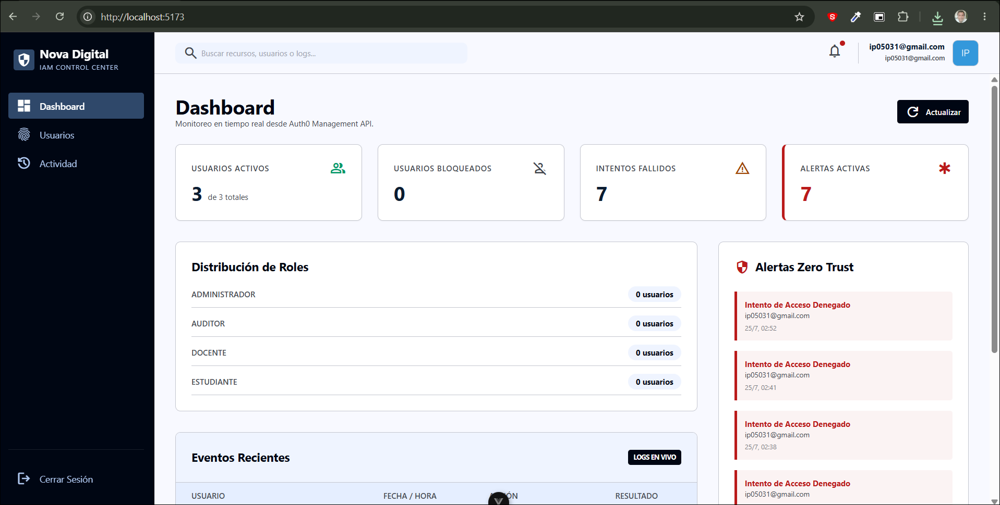 http://localhost:5173
Nova Digital
IAM CONTROL CENTER
Dashboard
Usuarios
Actividad
Cerrar Sesión
Buscar recursos, usuarios o logs...
ip05031@gmail.com
ip05031@gmail.com
IP
Dashboard
Monitoreo en tiempo real desde Auth0 Management API.
Actualizar
USUARIOS ACTIVOS
3 de 3 totales
USUARIOS BLOQUEADOS
0
INTENTOS FALLIDOS
7
ALERTAS ACTIVAS
7
Distribución de Roles
ADMINISTRADOR 0 usuarios
AUDITOR 0 usuarios
DOCENTE 0 usuarios
ESTUDIANTE 0 usuarios
Eventos Recientes
LOGS EN VIVO
USUARIO FECHA / HORA RESULTADO
Alertas Zero Trust
Intento de Acceso Denegado
ip05031@gmail.com
25/7, 02:52
Intento de Acceso Denegado
ip05031@gmail.com
25/7, 02:41
Intento de Acceso Denegado
ip05031@gmail.com
25/7, 02:38
Intento de Acceso Denegado
ip05031@gmail.com